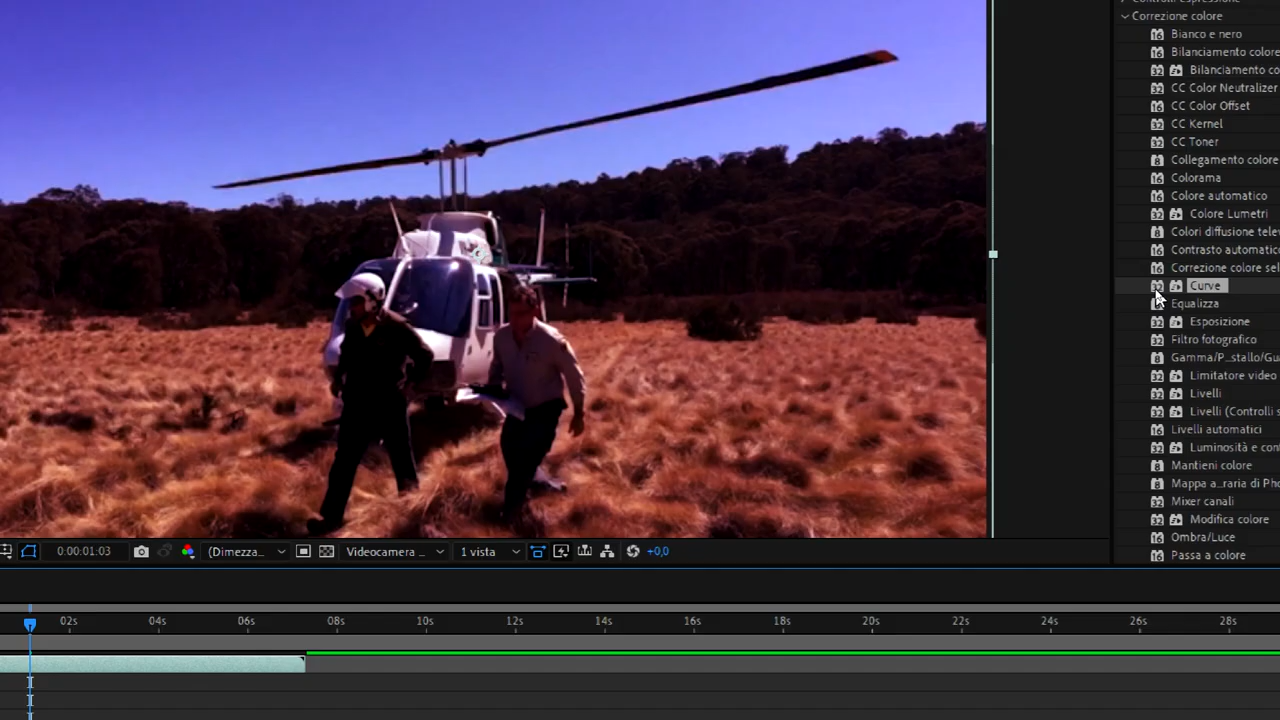 Controlli espressione
Correzione colore
Bianco e nero
Bilanciamento colore
Bilanciamento co
CC Color Neutralizer
CC Color Offset
CC Kernel
CC Toner
Collegamento colore
Colorama
Colore automatico
Colore Lumetri
Colori diffusione telev
Contrasto automatico
Correzione colore sel
Curve
Equalizza
Esposizione
Filtro fotografico
Gamma/P...stallo/Gu
Limitatore video
Livelli
Livelli (Controlli s
Livelli automatici
Luminosità e con
Mantieni colore
Mappa a...raria di Ph
Mixer canali
Modifica colore
Ombra/Luce
Passa a colore
0:00:01:03 (Dimezza... Videocamera ... 1 vista +0,0
02s 04s 06s 08s 10s 12s 14s 16s 18s 20s 22s 24s 26s 28s